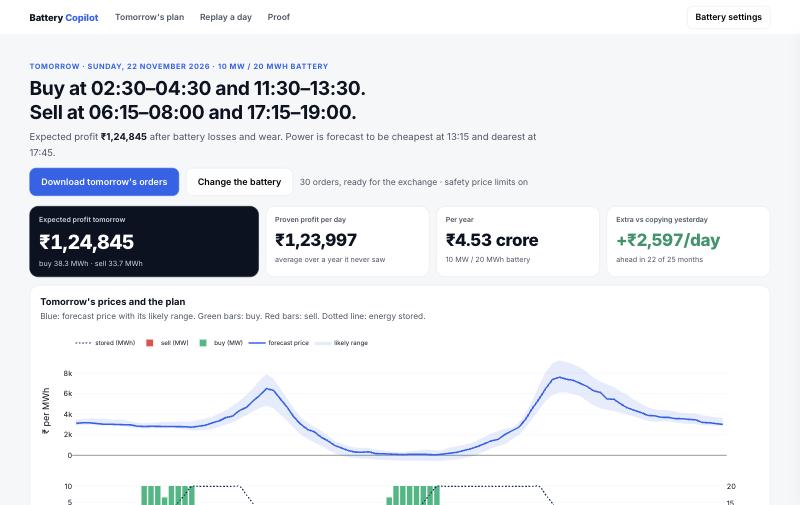 Battery Copilot Tomorrow's plan Replay a day Proof Battery settings
TOMORROW · SUNDAY, 22 NOVEMBER 2026 · 10 MW / 20 MWH BATTERY
Buy at 02:30–04:30 and 11:30–13:30.
Sell at 06:15–08:00 and 17:15–19:00.
Expected profit ₹1,24,845 after battery losses and wear. Power is forecast to be cheapest at 13:15 and dearest at
17:45.
Download tomorrow's orders Change the battery 30 orders, ready for the exchange · safety price limits on
Expected profit tomorrow
₹1,24,845
buy 38.3 MWh · sell 33.7 MWh
Proven profit per day
₹1,23,997
average over a year it never saw
Per year
₹4.53 crore
10 MW / 20 MWh battery
Extra vs copying yesterday
+₹2,597/day
ahead in 22 of 25 months
Tomorrow's prices and the plan
Blue: forecast price with its likely range. Green bars: buy. Red bars: sell. Dotted line: energy stored.
stored (MWh) sell (MW) buy (MW) forecast price likely range
₹ per MWh
8k
6k
4k
2k
0
10 20
5 15